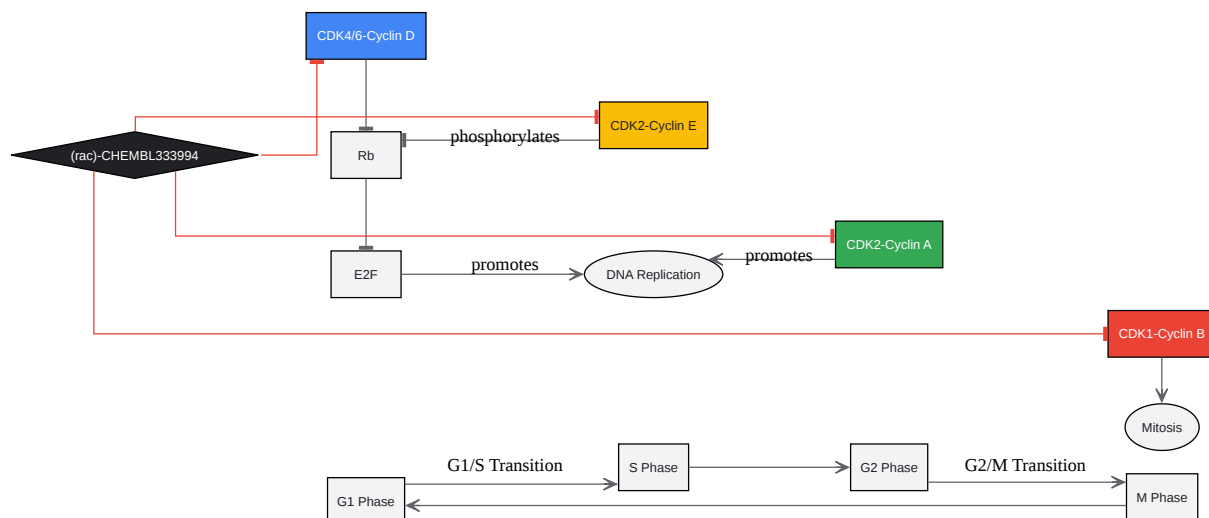 CDK4/6-Cyclin D
CDK2-Cyclin E
phosphorylates
(rac)-CHEMBL333994
Rb
CDK2-Cyclin A
promotes
promotes
E2F
DNA Replication
CDK1-Cyclin B
Mitosis
G1/S Transition
S Phase
G2 Phase
G2/M Transition
G1 Phase
M Phase